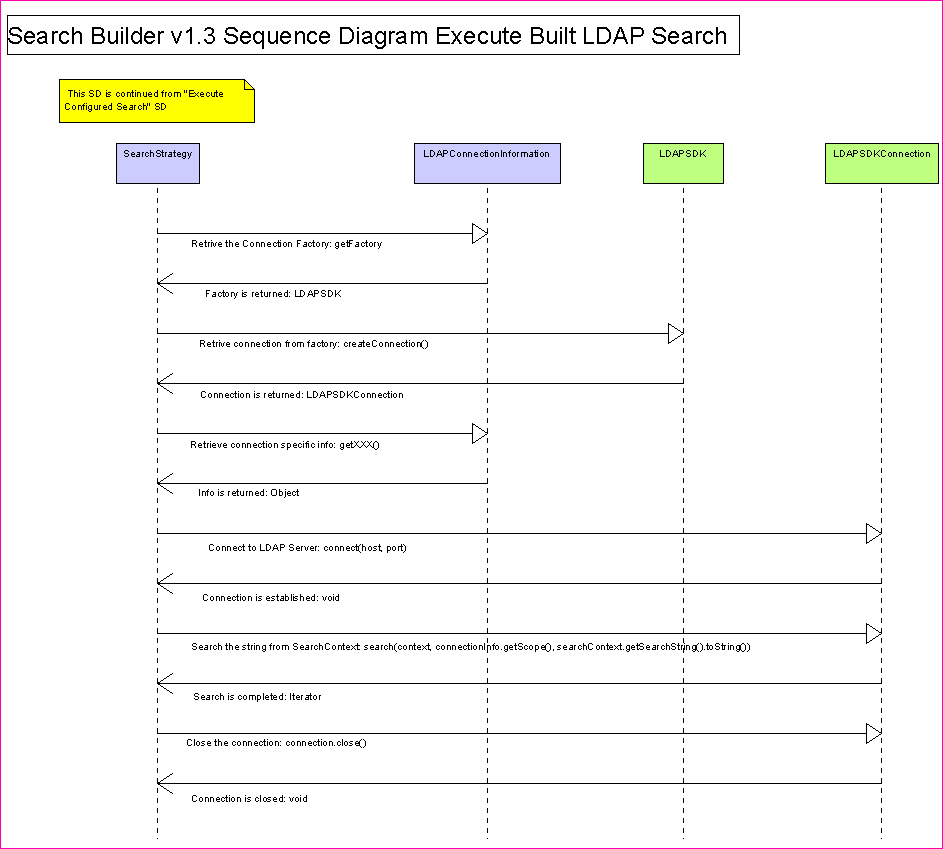 Search Builder v1.3 Sequence Diagram Execute Built LDAP Search
This SD is continued from "Execute
Configured Search" SD
SearchStrategy
LDAPConnectionInformation
LDAPSDK
LDAPSDKConnection
Retrive the Connection Factory: getFactory
Factory is returned: LDAPSDK
Retrive connection from factory: createConnection()
Connection is returned: LDAPSDKConnection
Retrieve connection specific info: getXXX()
Info is returned: Object
Connect to LDAP Server: connect(host, port)
Connection is established: void
Search the string from SearchContext: search(context, connectionInfo.getScope(), searchContext.getSearchString().toString())
Search is completed: Iterator
Close the connection: connection.close()
Connection is closed: void